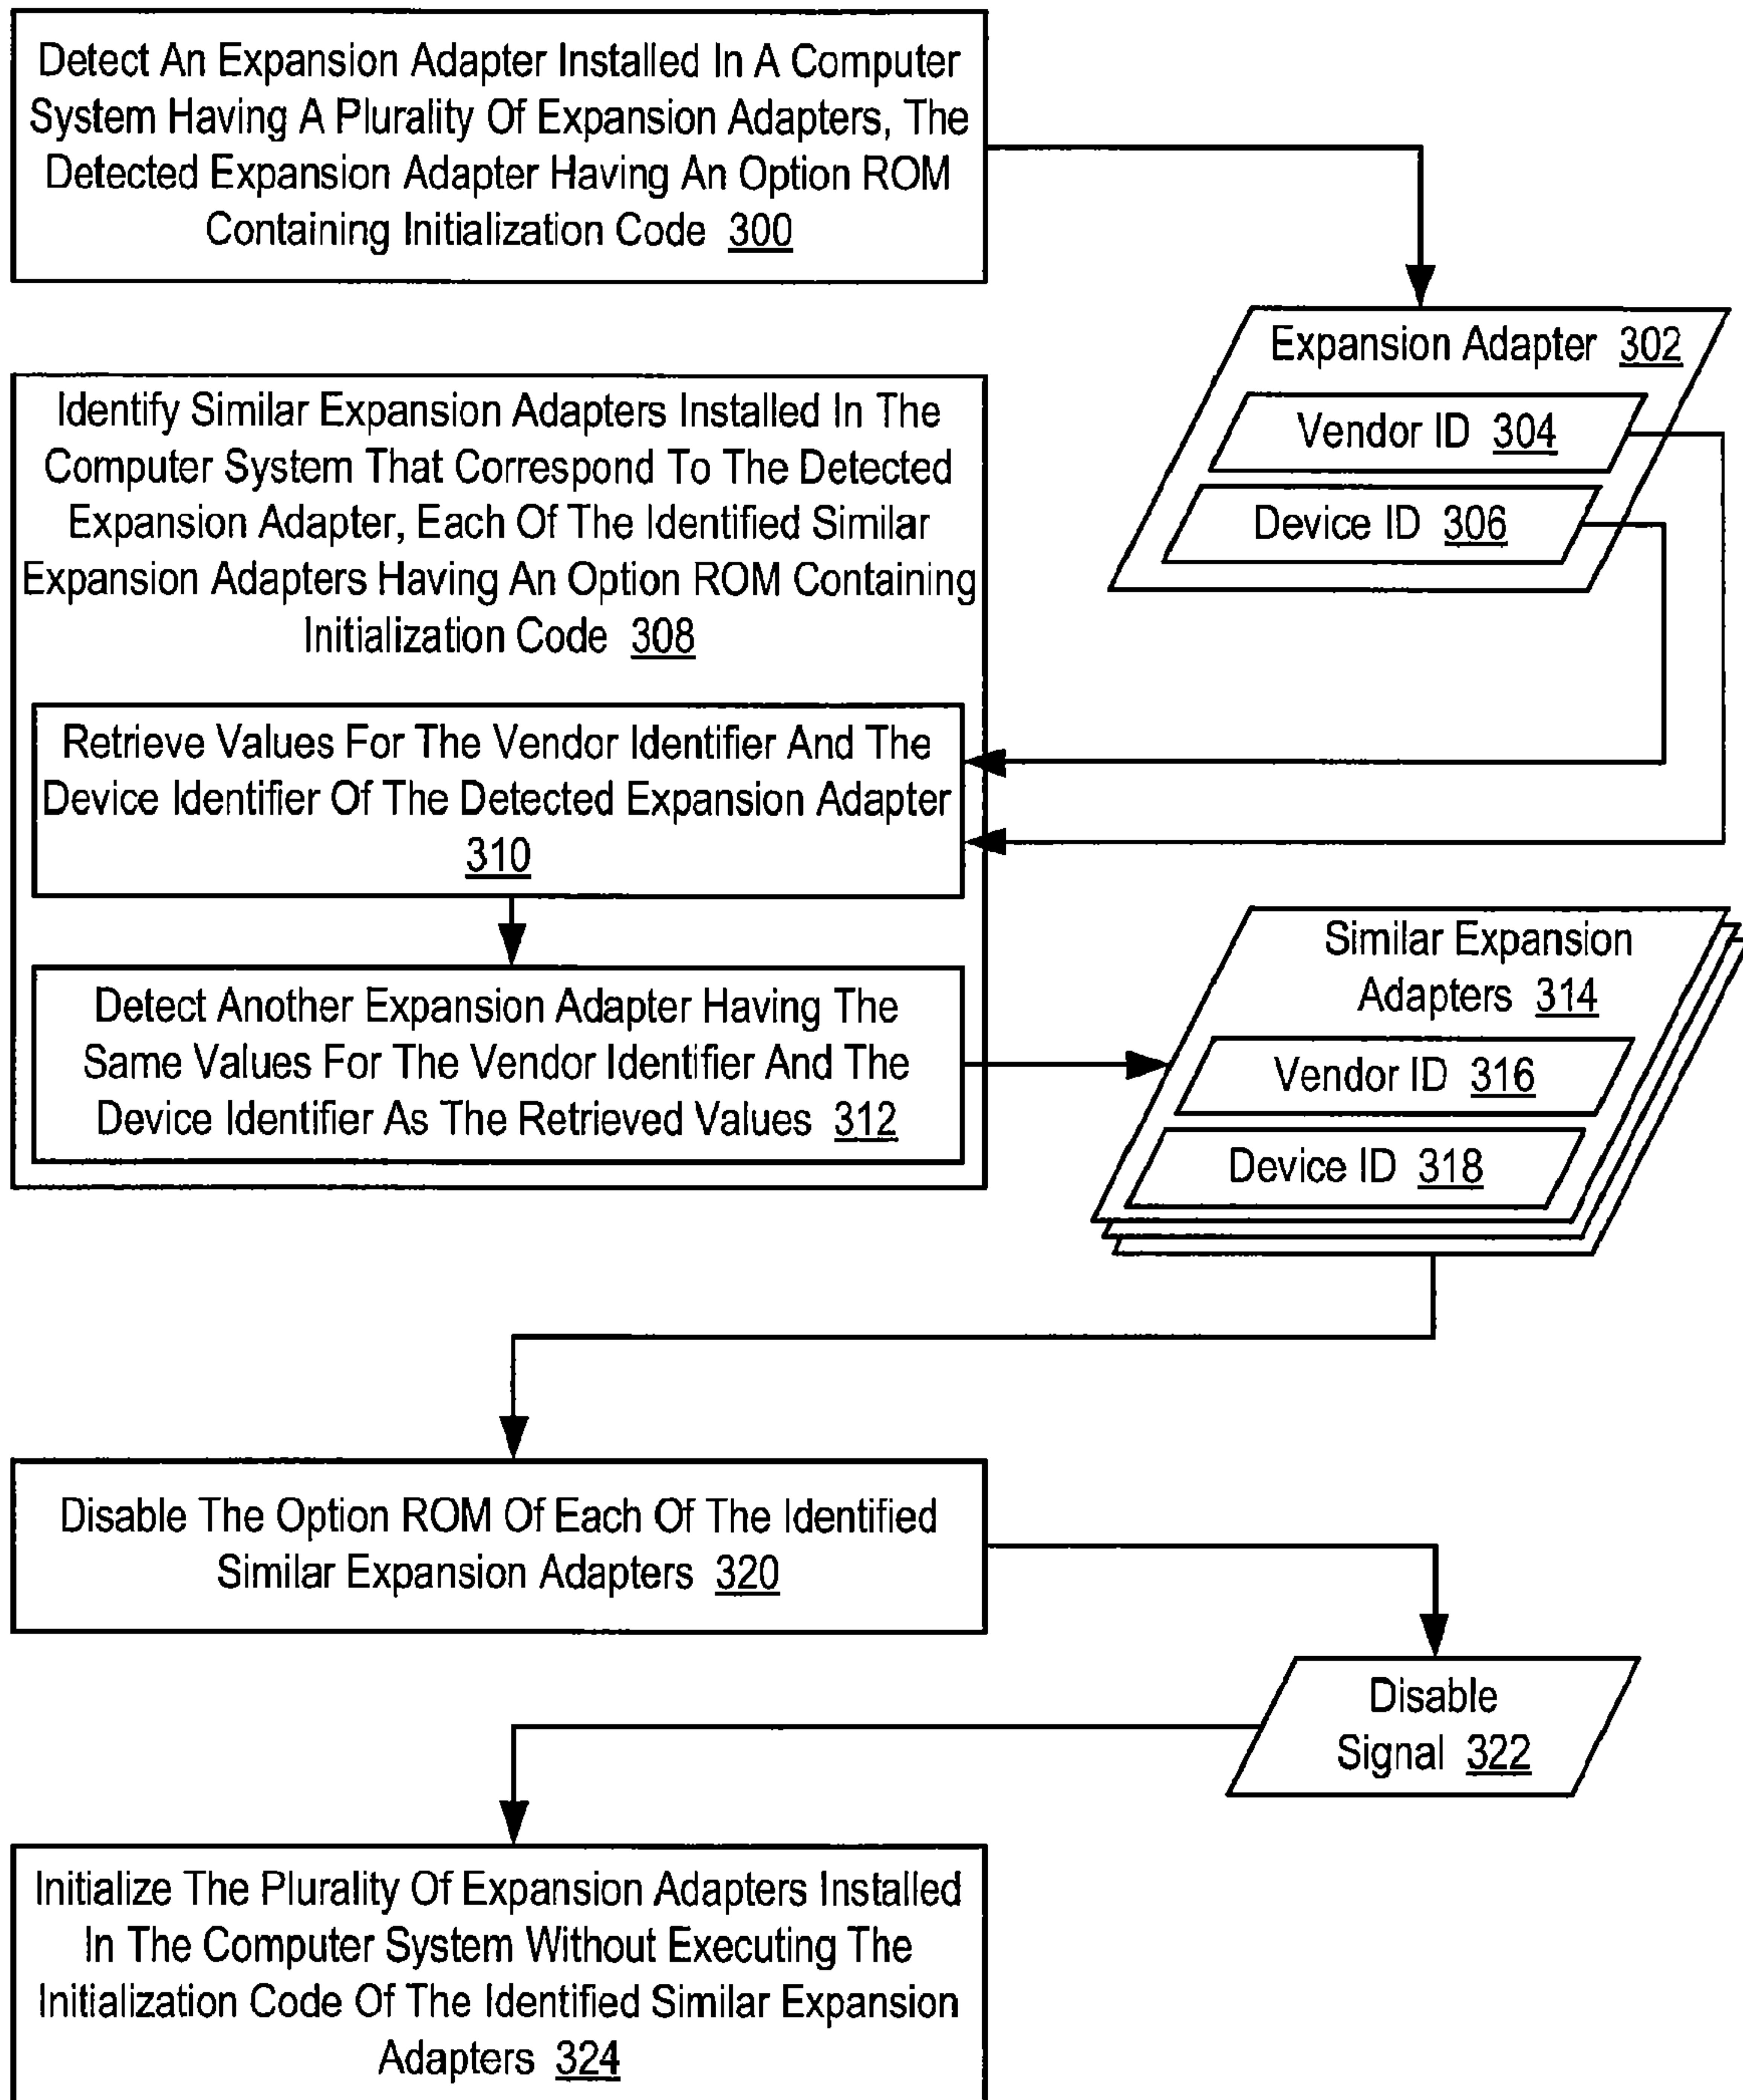 Detect An Expansion Adapter Installed In A Computer
System Having A Plurality Of Expansion Adapters, The
Detected Expansion Adapter Having An Option ROM
Containing Initialization Code 300
Expansion Adapter 302
Vendor ID 304
Device ID 306
Identify Similar Expansion Adapters Installed In The
Computer System That Correspond To The Detected
Expansion Adapter, Each Of The Identified Similar
Expansion Adapters Having An Option ROM Containing
Initialization Code 308
Retrieve Values For The Vendor Identifier And The
Device Identifier Of The Detected Expansion Adapter
310
Detect Another Expansion Adapter Having The
Same Values For The Vendor Identifier And The
Device Identifier As The Retrieved Values 312
Similar Expansion
Adapters 314
Vendor ID 316
Device ID 318
Disable The Option ROM Of Each Of The Identified
Similar Expansion Adapters 320
Disable
Signal 322
Initialize The Plurality Of Expansion Adapters Installed
In The Computer System Without Executing The
Initialization Code Of The Identified Similar Expansion
Adapters 324